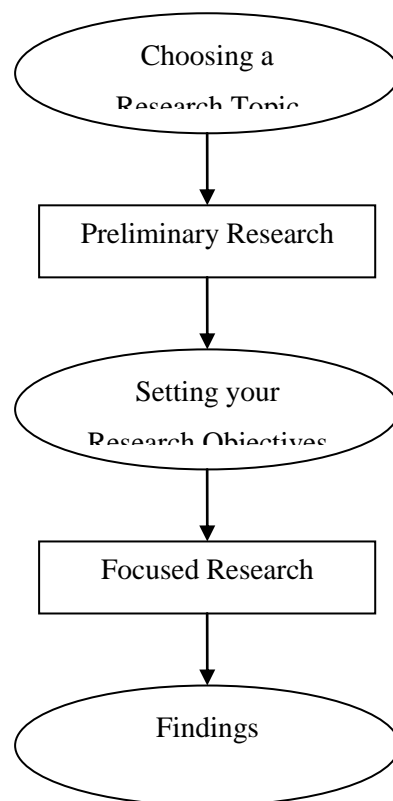 Choosing a
Research Topic
Preliminary Research
Setting your
Research Objectives
Focused Research
Findings